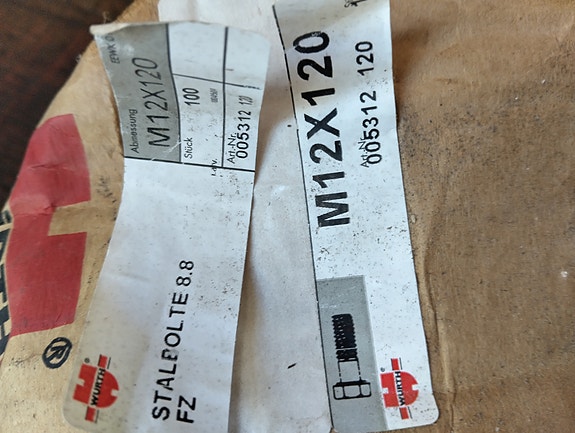 Abmessung
M12X120
Stück
100
Art.-Nr.
005312 120
STALBOLTE 8.8
FZ
WÜRTH
M12X120
Art.-Nr.
005312 120
WÜRTH
®